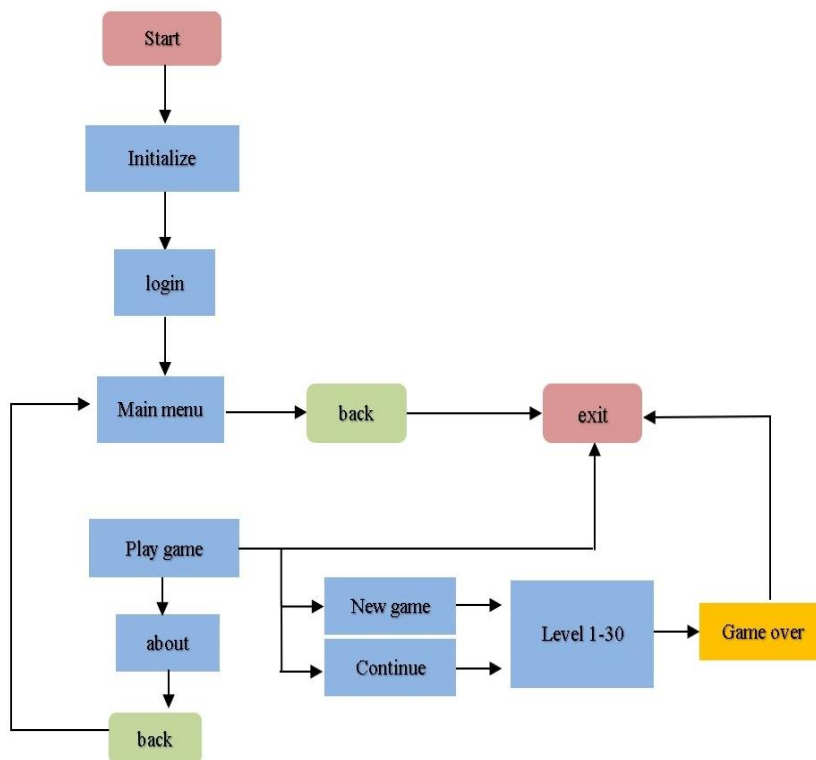 Start
Initialize
login
Main menu
back
exit
Play game
New game
Level 1-30
Game over
about
Continue
back